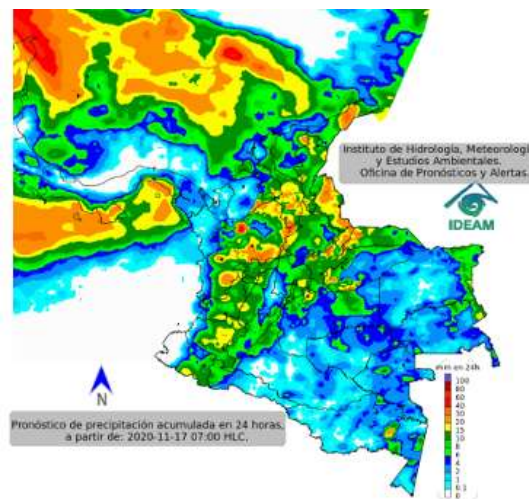 Instituto de Hidrología, Meteorologí
y Estudios Ambientales.
Oficina de Pronósticos y Alertas.
IDEAM
N
Pronóstico de precipitación acumulada en 24 horas,
a partir de: 2020-11-17 07:00 HLC.
mm en 24h
100
80
60
40
30
20
15
10
8
6
4
2
1
0.1
0